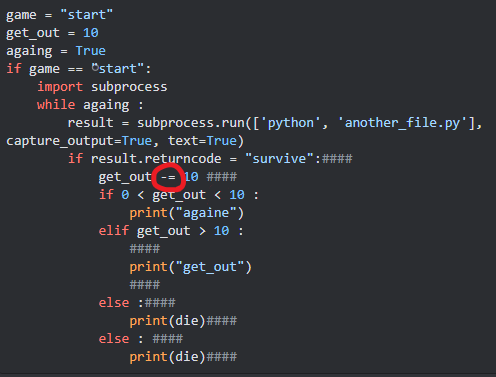 game = "start"
get_out = 10
againg = True
if game == "start":
    import subprocess
    while againg :
        result = subprocess.run(['python', 'another_file.py'],
capture_output=True, text=True)
        if result.returncode = "survive":####
            get_out -= 10 ####
            if 0 < get_out < 10 :
                print("againe")
            elif get_out > 10 :
                ####
                print("get_out")
                ####
            else :####
                print(die)####
            else : ####
                print(die)####